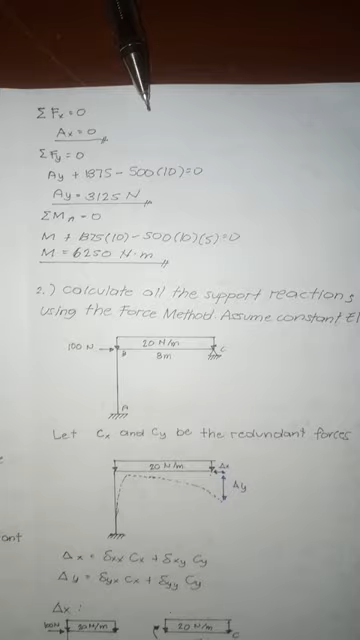 Σ Fx = 0
Ax = 0
Σ Fy = 0
Ay + 1875 - 500(10) = 0
Ay = 3125 N
Σ MA = 0
M + 1875(10) - 500(10)(5) = 0
M = 6250 N·m
2.) Calculate all the support reactions
using the Force Method. Assume constant EI
100 N
20 N/m
B
C
8m
A
Let Cx and Cy be the redundant forces
20 N/m
Δx
Δy
Δx = δxx Cx + δxy Cy
Δy = δyx Cx + δyy Cy
Δx :
20 N/m
20 N/m
C